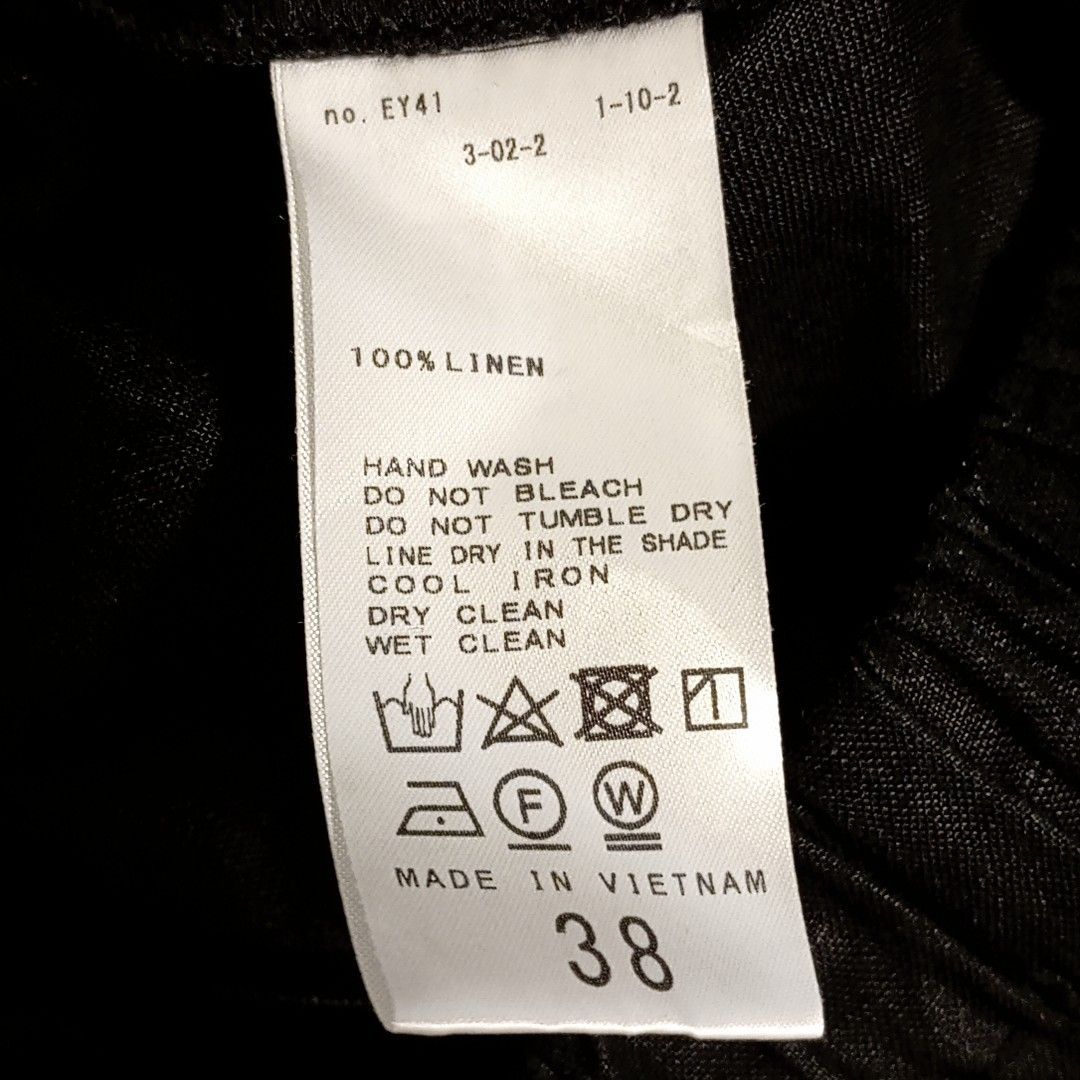 no. EY41 1-10-2
3-02-2
100% LINEN
HAND WASH
DO NOT BLEACH
DO NOT TUMBLE DRY
LINE DRY IN THE SHADE
COOL IRON
DRY CLEAN
WET CLEAN
F W
MADE IN VIETNAM
38